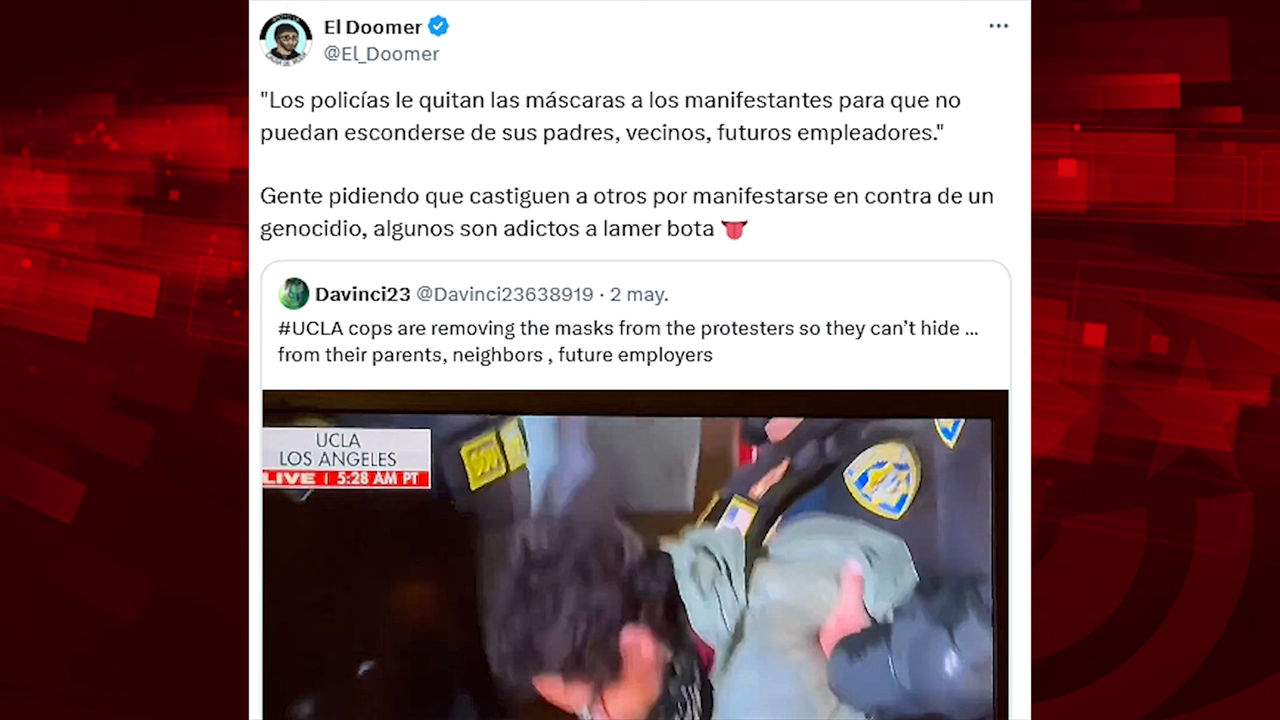 El Doomer
@El_Doomer
"Los policías le quitan las máscaras a los manifestantes para que no
puedan esconderse de sus padres, vecinos, futuros empleadores."
Gente pidiendo que castiguen a otros por manifestarse en contra de un
genocidio, algunos son adictos a lamer bota 👅
Davinci23 @Davinci23638919 · 2 may.
#UCLA cops are removing the masks from the protesters so they can’t hide ...
from their parents, neighbors , future employers
UCLA
LOS ANGELES
LIVE | 5:28 AM PT